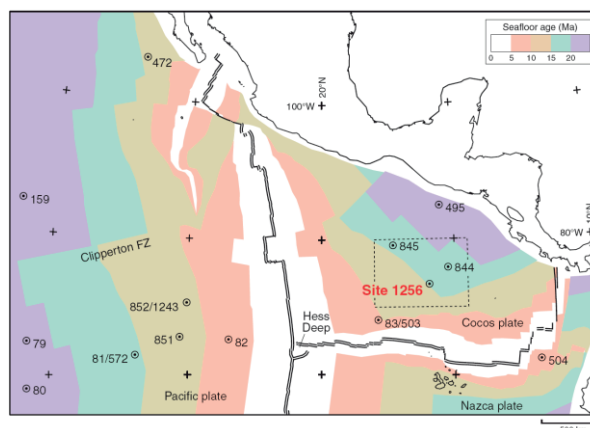 Seafloor age (Ma)
0 5 10 15 20
472
20°N
100°W
159
495
80°W
10°N
845
Clipperton FZ
844
Site 1256
852/1243
Hess
Deep
83/503
Cocos plate
79
851
82
81/572
504
80
Pacific plate
Nazca plate